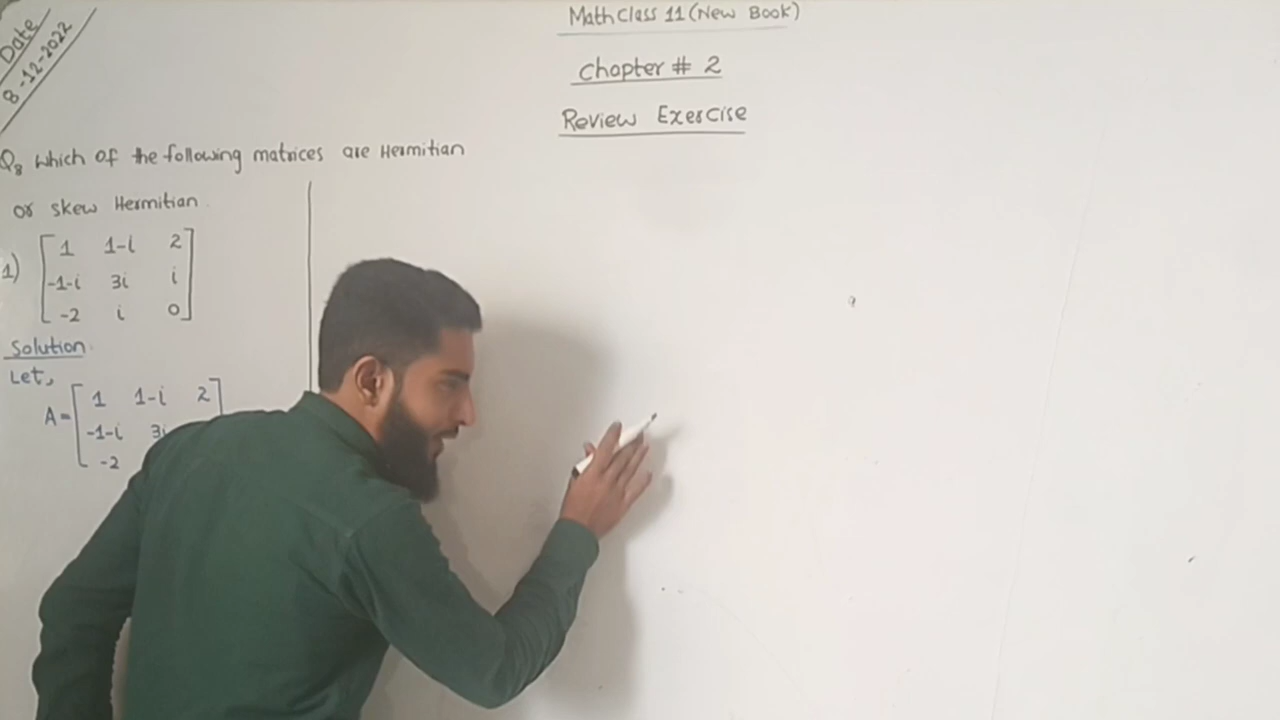 Date
8-12-2022
Math Class 11 (New Book)
Chapter # 2
Review Exercise
Q8 which of the following matrices are Hermitian
or skew Hermitian.
1) [1 1-i 2
-1-i 3i i
-2 i 0]
Solution.
Let,
A = [1 1-i 2]
-1-i 3i
-2